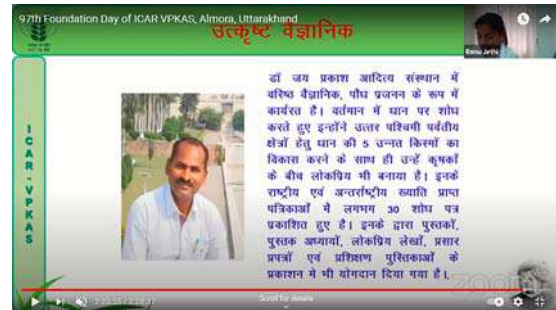 97th Foundation Day of ICAR VPKAS, Almora, Uttarakhand
उत्कृष्ट वैज्ञानिक
Renu Jethi
ICAR-VPKAS
डॉ जय प्रकाश आदित्य संस्थान में
वरिष्ठ वैज्ञानिक, पौध प्रजनन के रूप में
कार्यरत है। वर्तमान में धान पर शोध
करते हुए इन्होंने उत्तर पश्चिमी पर्वतीय
क्षेत्रों हेतु धान की 5 उन्नत किस्मों का
विकास करने के साथ ही उन्हें कृषकों
के बीच लोकप्रिय भी बनाया है। इनके
राष्ट्रीय एवं अन्तर्राष्ट्रीय ख्याति प्राप्त
पत्रिकाओं में लगभग 30 शोध पत्र
प्रकाशित हुए है। इनके द्वारा पुस्तकों,
पुस्तक अध्यायों, लोकप्रिय लेखों, प्रसार
प्रपत्रों एवं प्रशिक्षण पुस्तिकाओं के
प्रकाशन में भी योगदान दिया गया है।
zoom
Scroll for details